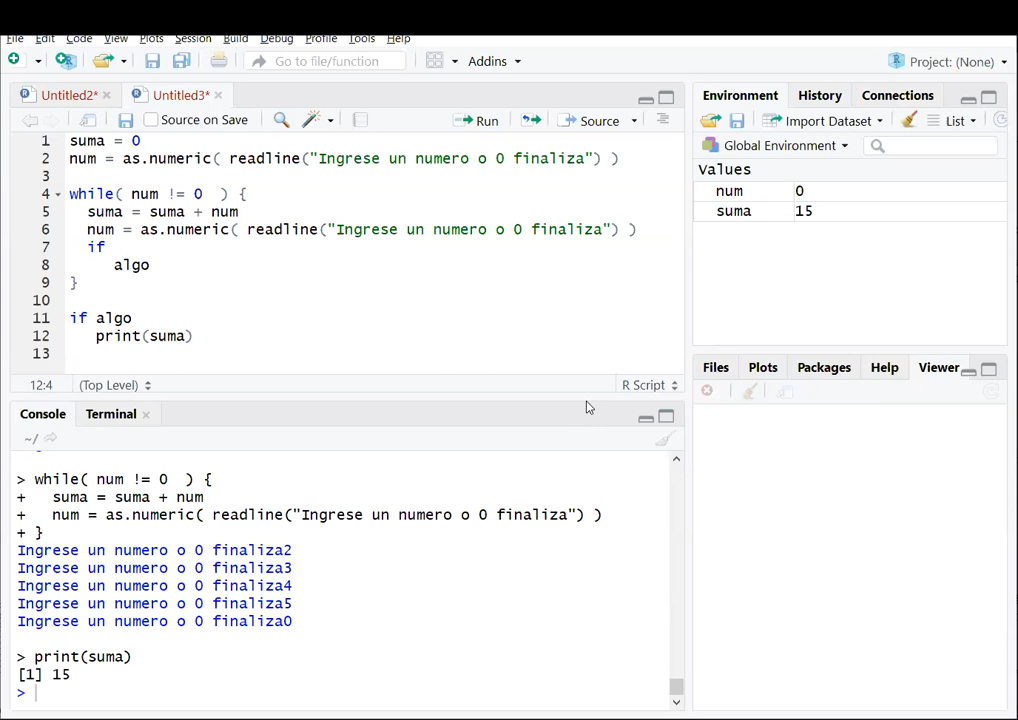 File Edit Code View Plots Session Build Debug Profile Tools Help
Go to file/function Addins Project: (None)
Untitled2* Untitled3*
Source on Save Run Source
1 suma = 0
2 num = as.numeric( readline("Ingrese un numero o 0 finaliza") )
3
4 while( num != 0  ) {
5   suma = suma + num
6   num = as.numeric( readline("Ingrese un numero o 0 finaliza") )
7   if
8      algo
9 }
10
11 if algo
12    print(suma)
13
12:4 (Top Level) R Script
Console Terminal
~/
> while( num != 0  ) {
+   suma = suma + num
+   num = as.numeric( readline("Ingrese un numero o 0 finaliza") )
+ }
Ingrese un numero o 0 finaliza2
Ingrese un numero o 0 finaliza3
Ingrese un numero o 0 finaliza4
Ingrese un numero o 0 finaliza5
Ingrese un numero o 0 finaliza0
> print(suma)
[1] 15
>
Environment History Connections
Import Dataset List
Global Environment
Values
num 0
suma 15
Files Plots Packages Help Viewer